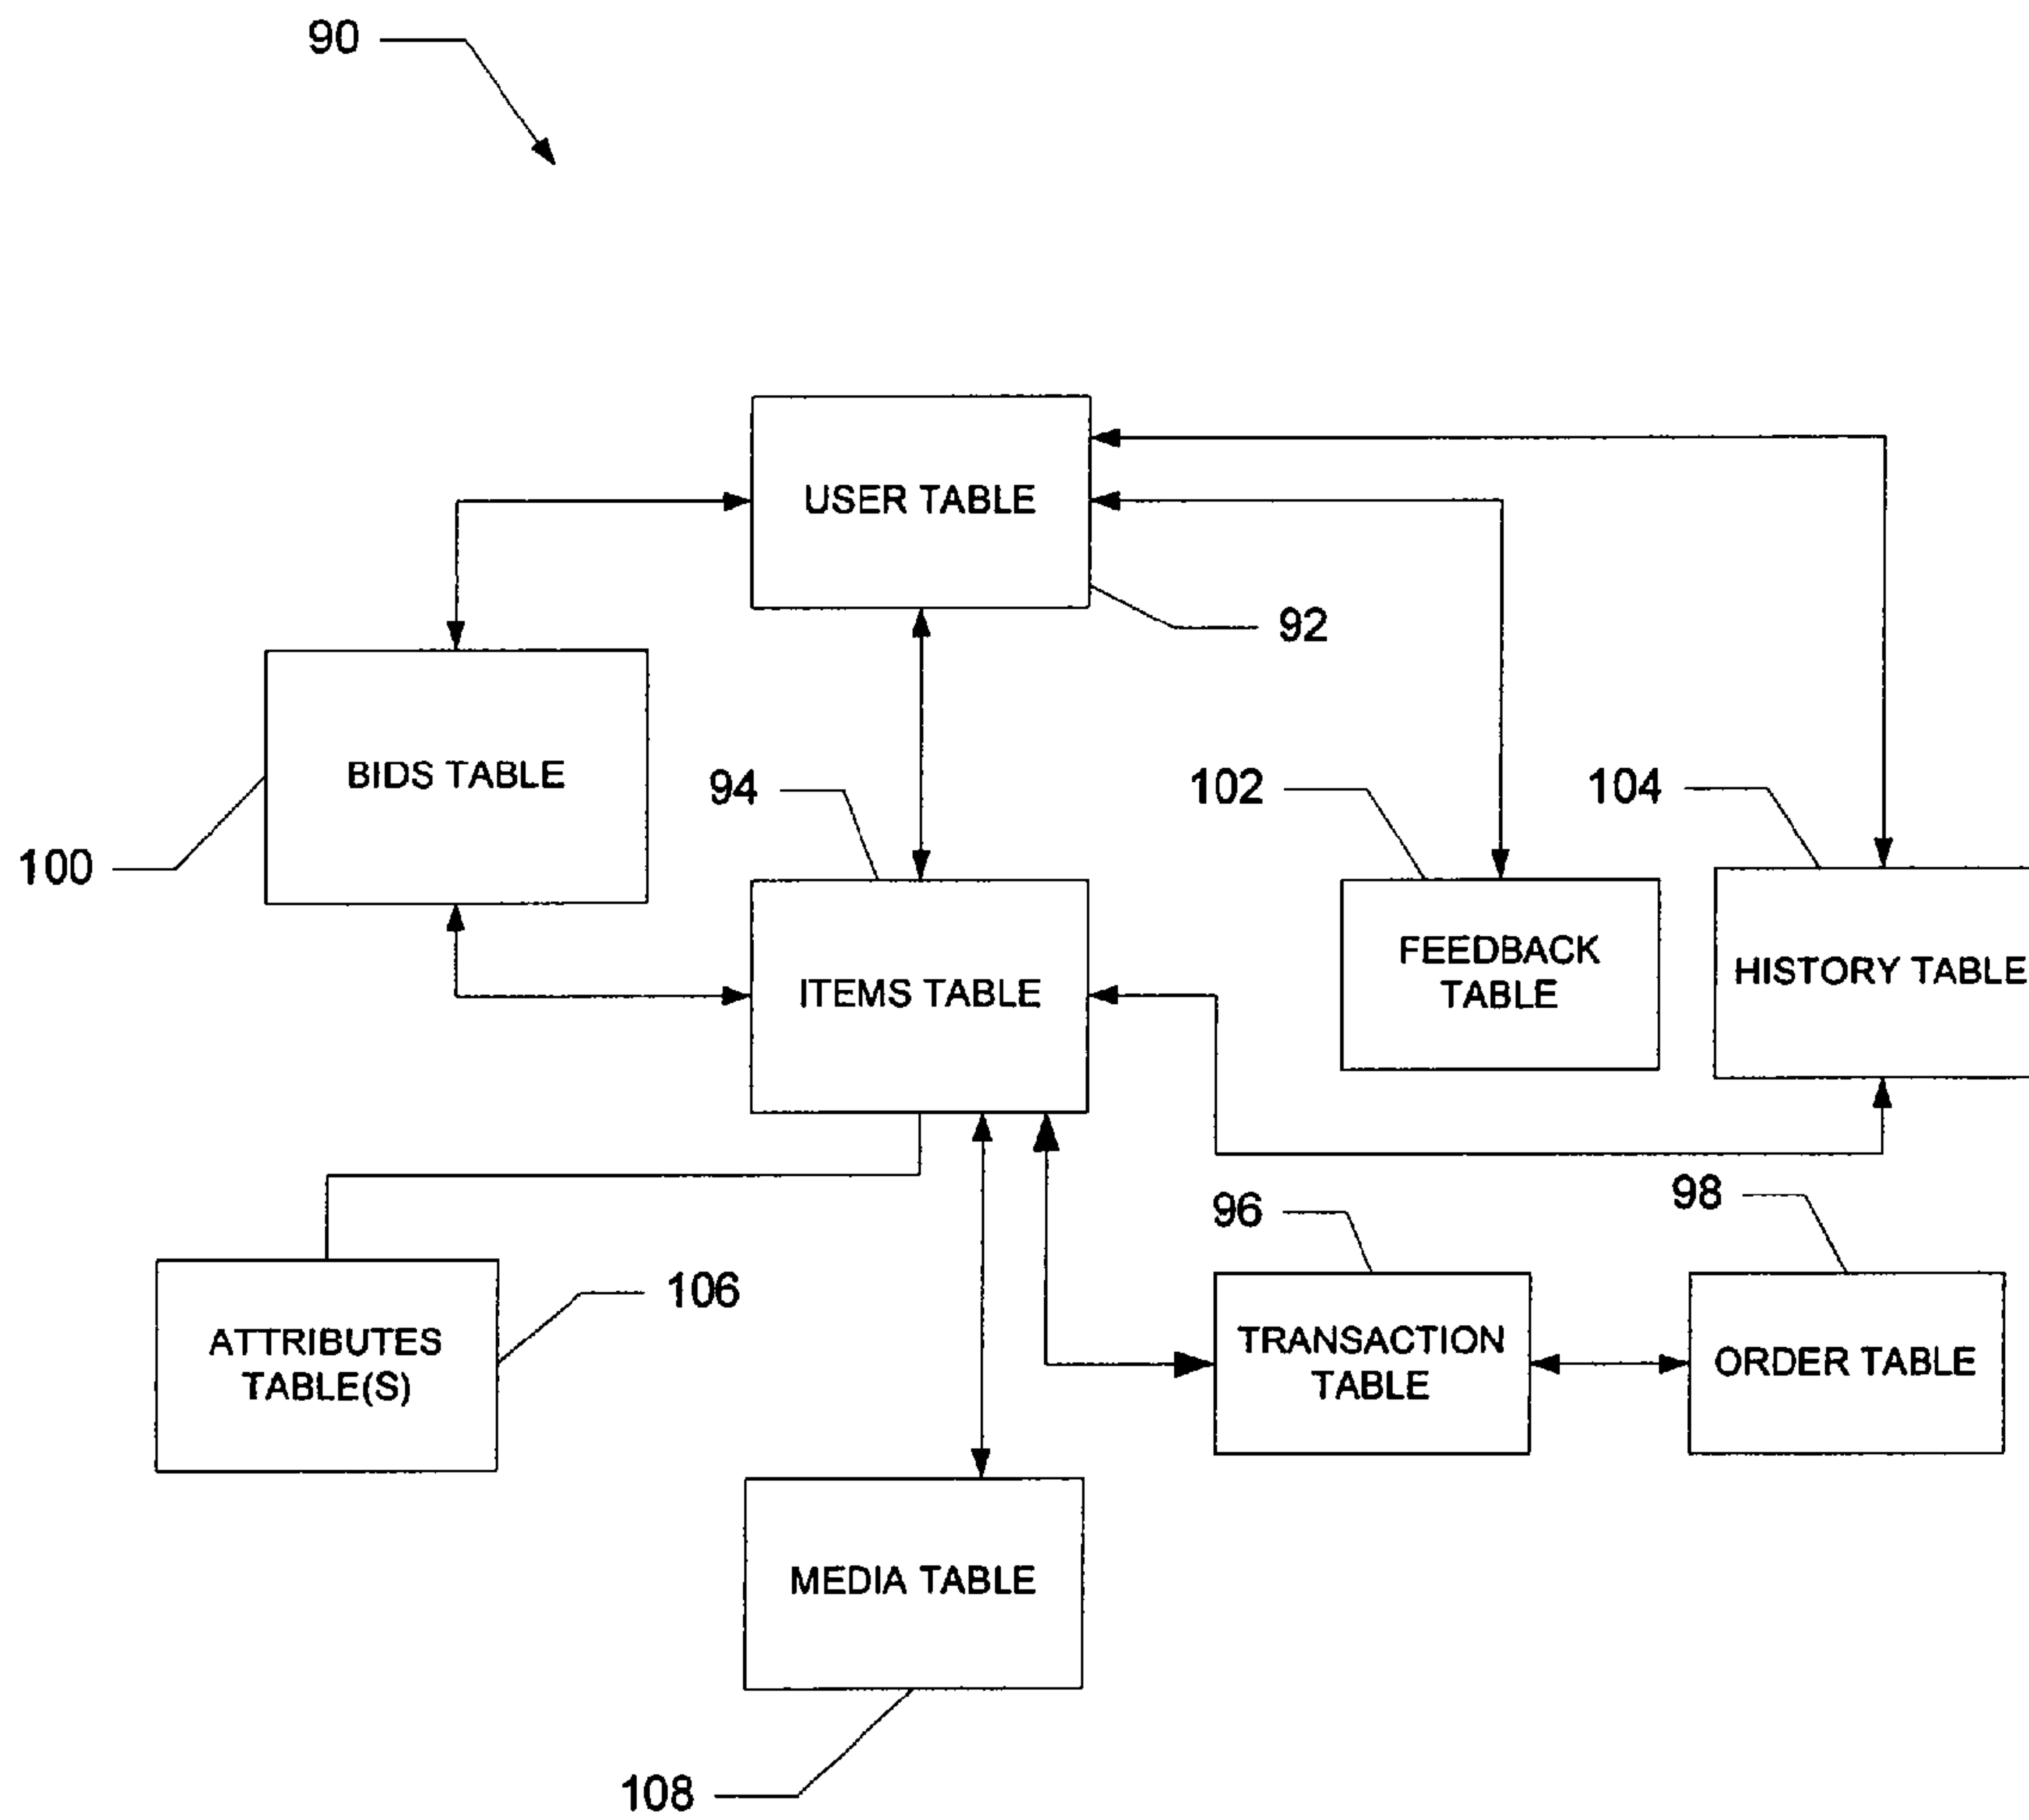 90
USER TABLE
92
BIDS TABLE
100
94
102
104
ITEMS TABLE
FEEDBACK
TABLE
HISTORY TABLE
96
98
106
ATTRIBUTES
TABLE(S)
TRANSACTION
TABLE
ORDER TABLE
MEDIA TABLE
108